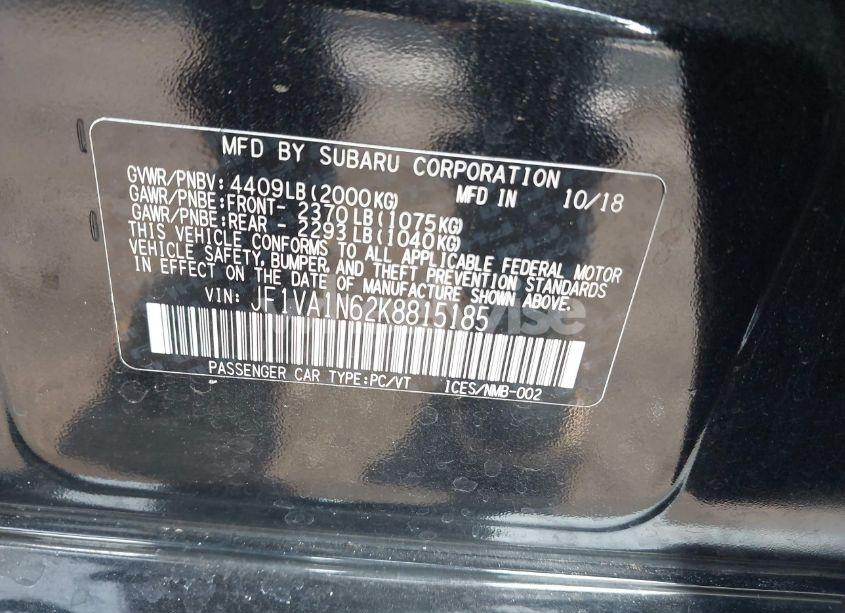 MFD BY SUBARU CORPORATION
GVWR/PNBV: 4409LB(2000KG) MFD IN 10/18
GAWR/PNBE:FRONT- 2370LB(1075KG)
GAWR/PNBE:REAR - 2293LB(1040KG)
THIS VEHICLE CONFORMS TO ALL APPLICABLE FEDERAL MOTOR
VEHICLE SAFETY, BUMPER, AND THEFT PREVENTION STANDARDS
IN EFFECT ON THE DATE OF MANUFACTURE SHOWN ABOVE.
VIN: JF1VA1N62K8815185
PASSENGER CAR TYPE:PC/VT ICES/NMB-002